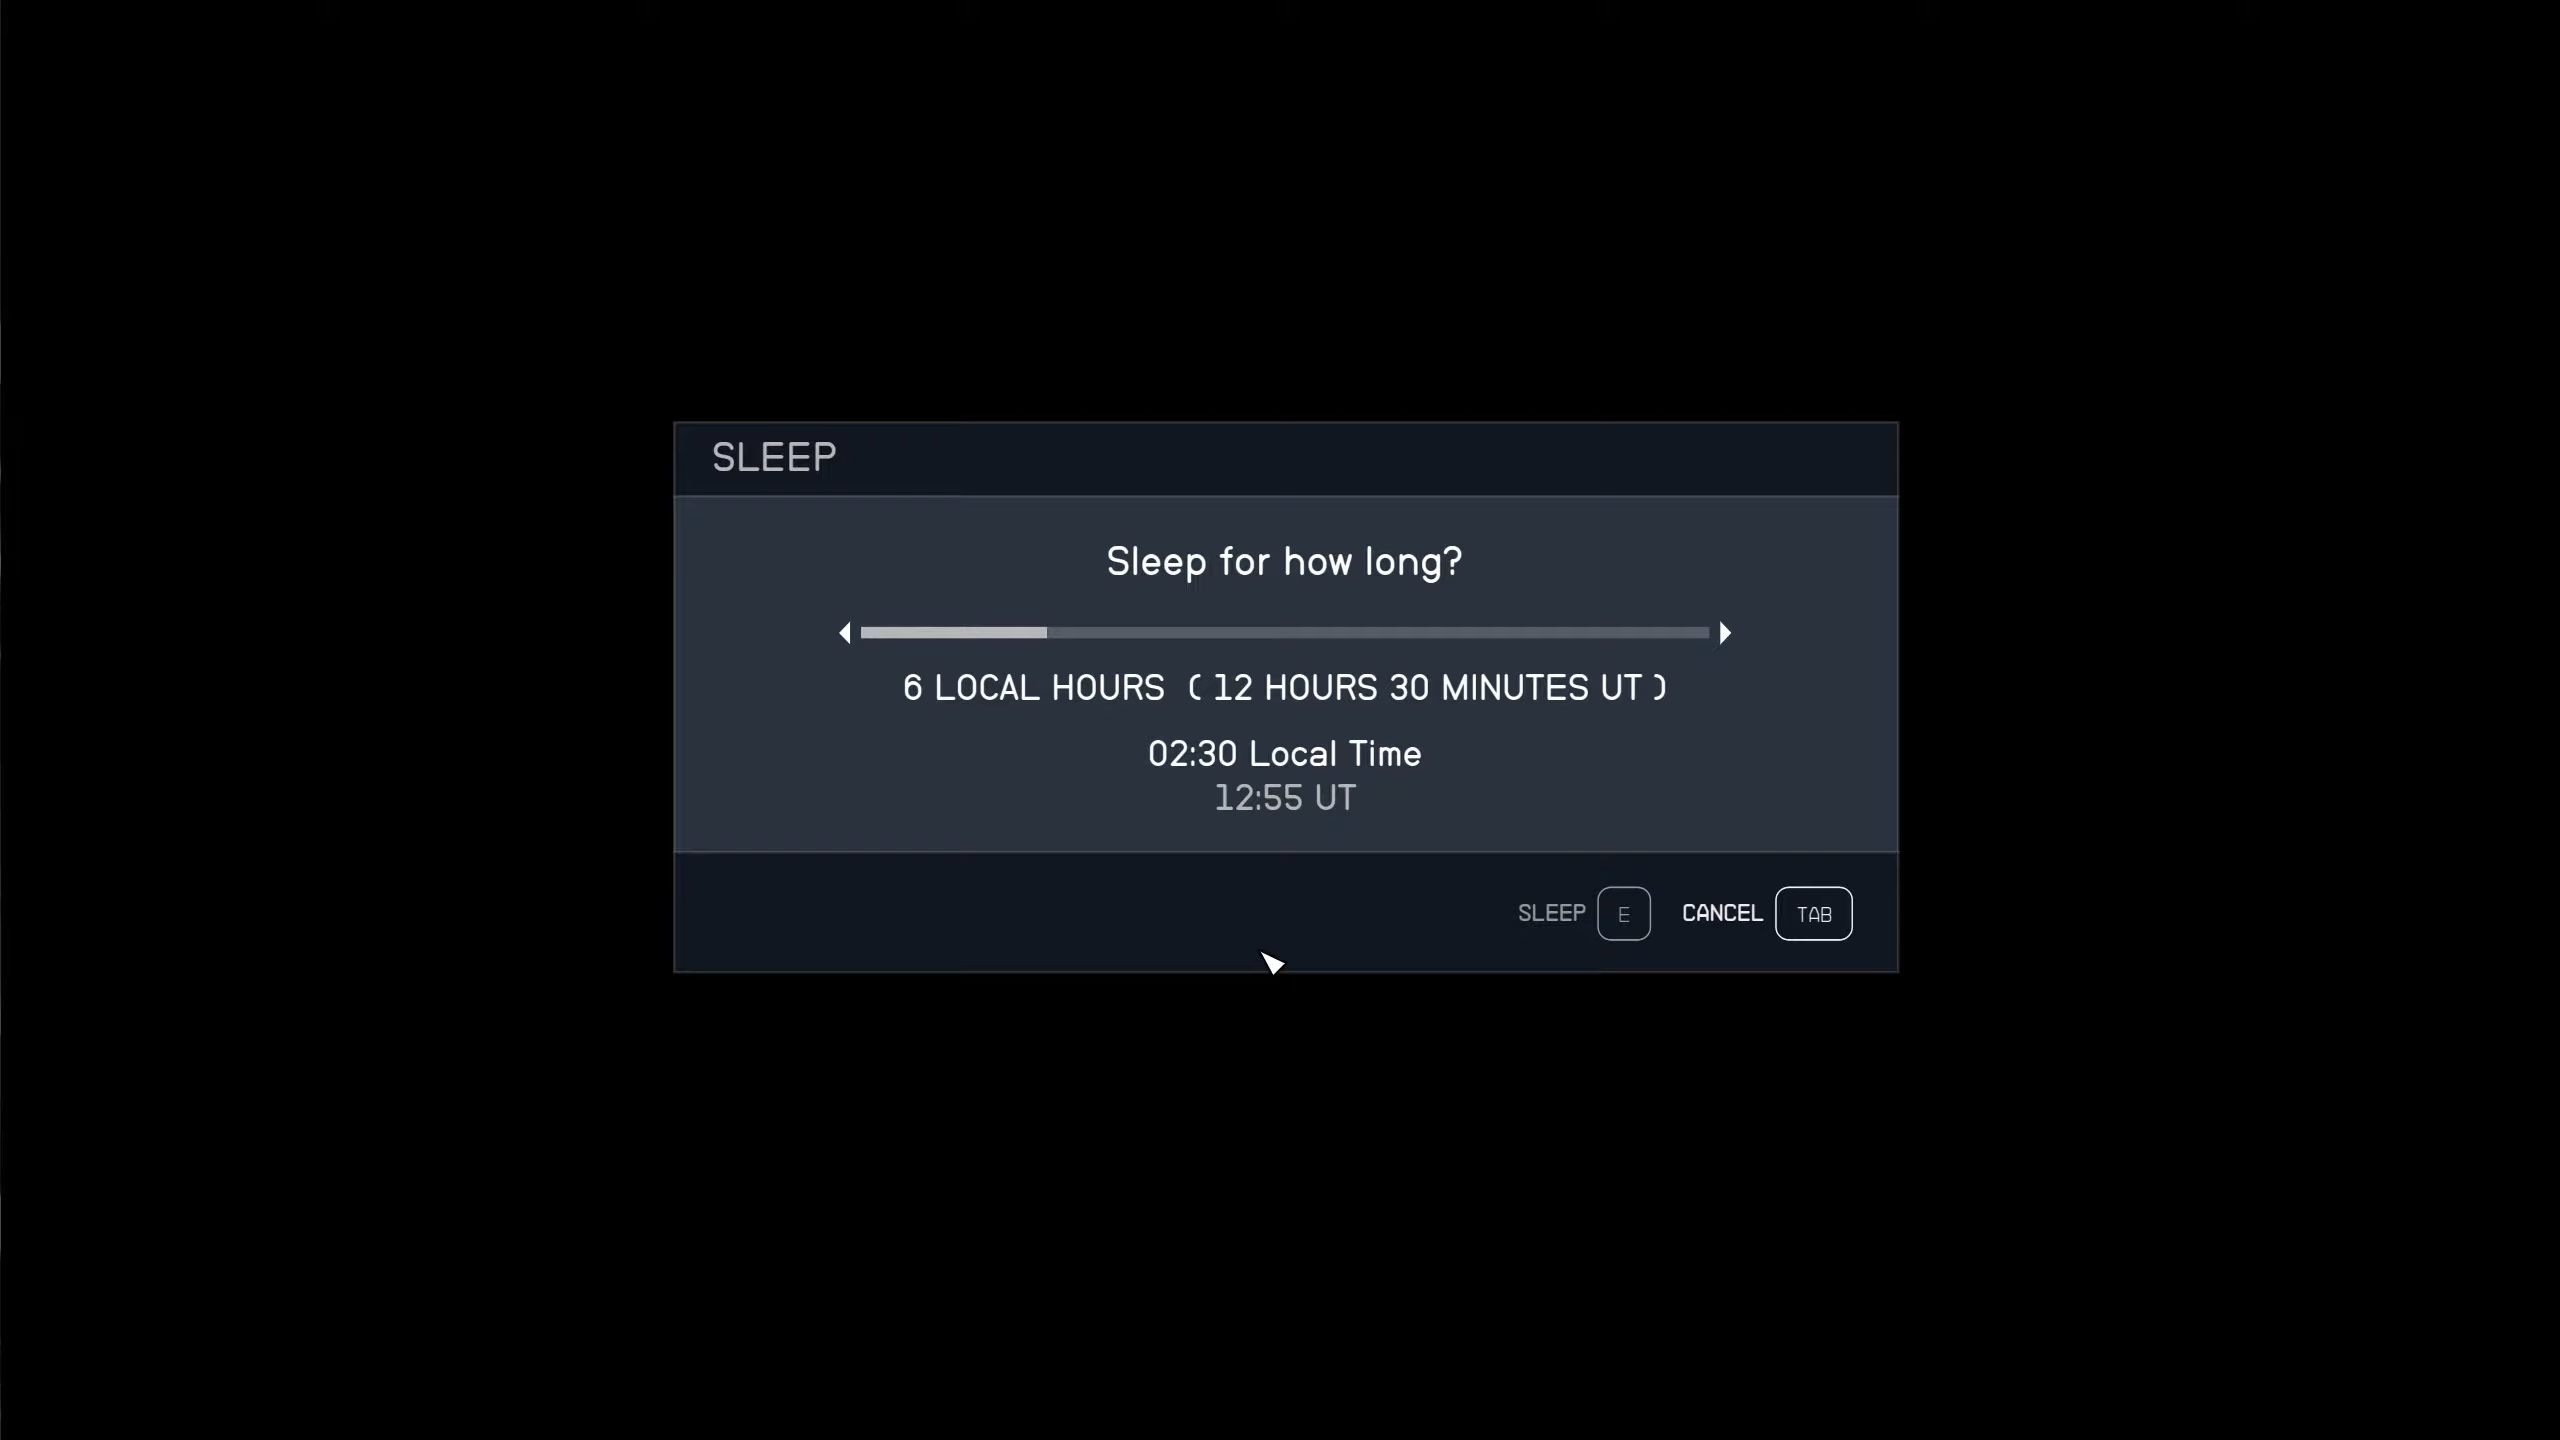 SLEEP
Sleep for how long?
6 LOCAL HOURS ( 12 HOURS 30 MINUTES UT )
02:30 Local Time
12:55 UT
SLEEP E CANCEL TAB